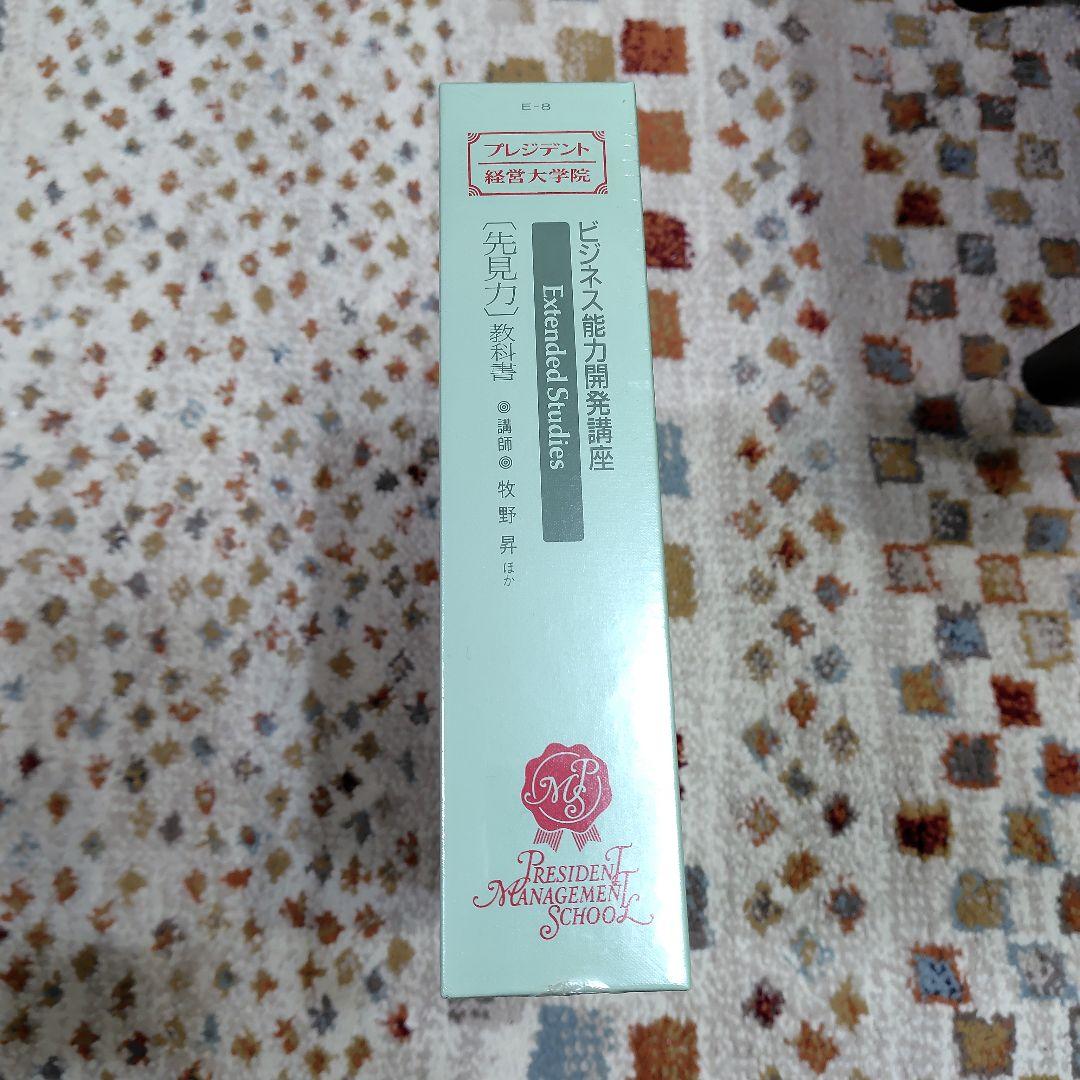 E-8
プレジデント
経営大学院
ビジネス能力開発講座
Extended Studies
〔先見力〕教科書 ◎講師◎ 牧野昇 ほか
MPS
PRESIDENT
MANAGEMENT
SCHOOL